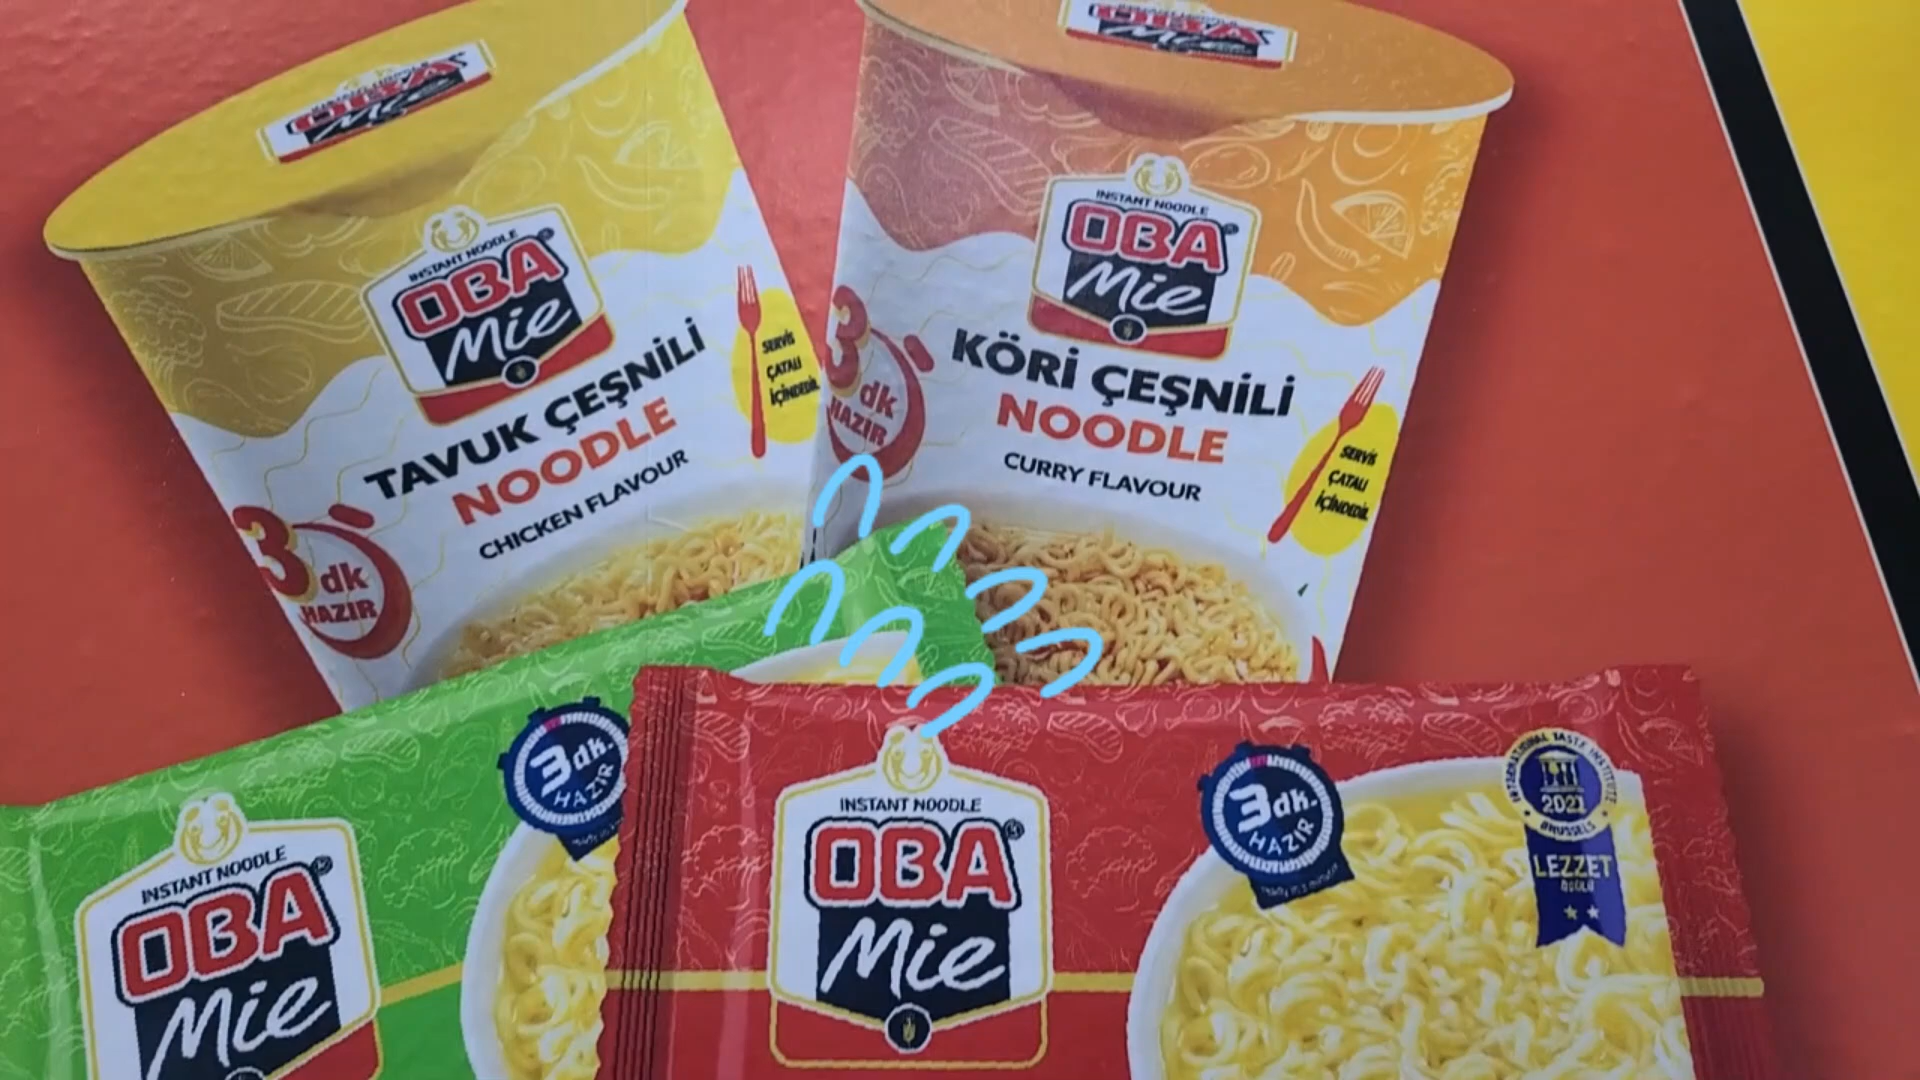 OBA
Mie
OBA
Mie
INSTANT NOODLE
OBA
Mie
TAVUK ÇEŞNİLİ
NOODLE
CHICKEN FLAVOUR
3 dk
HAZIR
SERVİS
ÇATALI
İÇİNDEDİR.
INSTANT NOODLE
OBA
Mie
KÖRİ ÇEŞNİLİ
NOODLE
CURRY FLAVOUR
3 dk
HAZIR
SERVİS
ÇATALI
İÇİNDEDİR.
INSTANT NOODLE
OBA
Mie
3dk.
HAZIR
INSTANT NOODLE
OBA
Mie
3dk.
HAZIR
INTERNATIONAL TASTE INSTITUTE
2021
BRUSSELS
LEZZET
ÖDÜLÜ